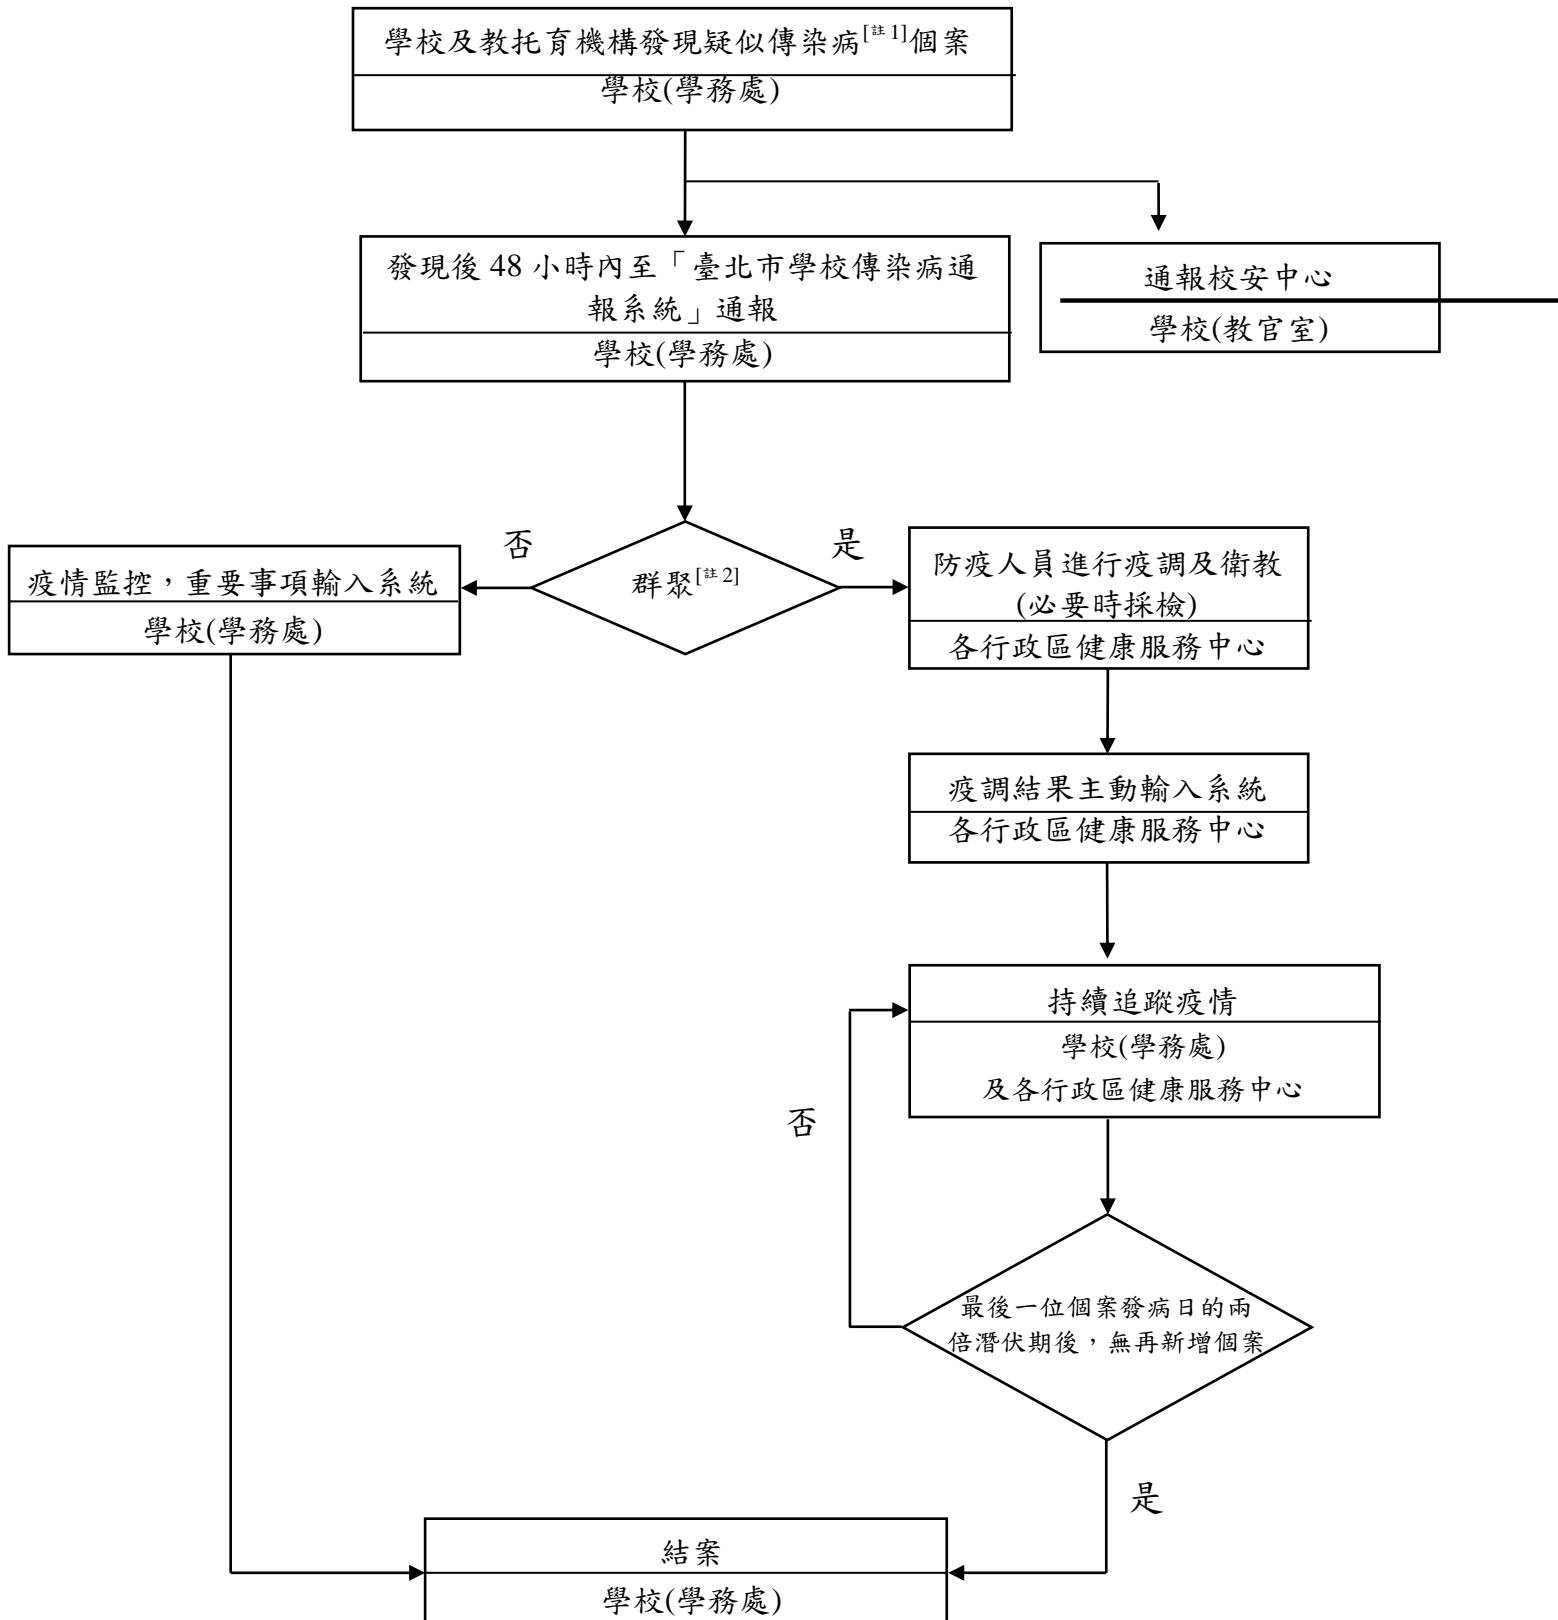 學校及教托育機構發現疑似傳染病[註1]個案
學校(學務處)
發現後 48 小時內至「臺北市學校傳染病通
報系統」通報
學校(學務處)
通報校安中心
學校(教官室)
否
是
群聚[註2]
疫情監控，重要事項輸入系統
學校(學務處)
防疫人員進行疫調及衛教
(必要時採檢)
各行政區健康服務中心
疫調結果主動輸入系統
各行政區健康服務中心
持續追蹤疫情
學校(學務處)
及各行政區健康服務中心
否
最後一位個案發病日的兩
倍潛伏期後，無再新增個案
是
結案
學校(學務處)